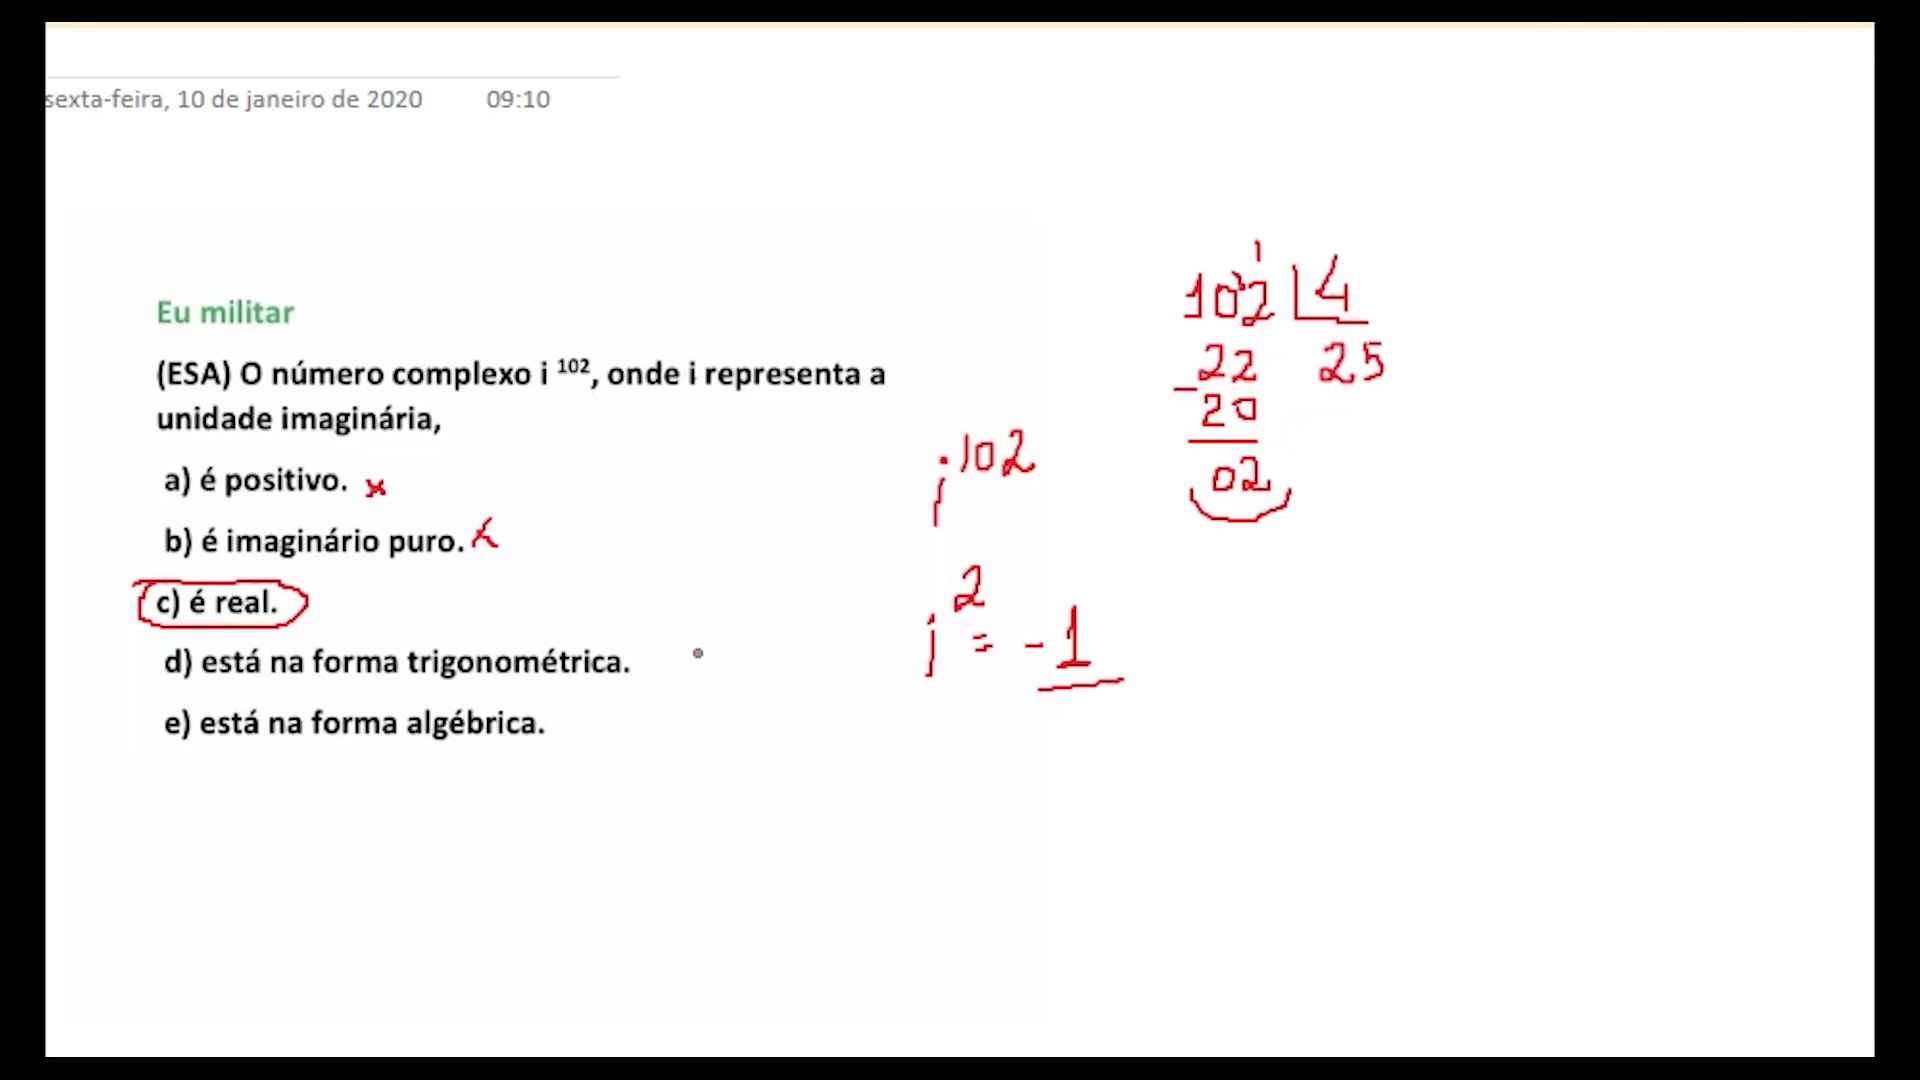 sexta-feira, 10 de janeiro de 2020 09:10
Eu militar
(ESA) O número complexo i ¹⁰², onde i representa a
unidade imaginária,
a) é positivo. x
b) é imaginário puro. x
c) é real.
d) está na forma trigonométrica.
e) está na forma algébrica.
i¹⁰²
i² = -1
102 | 4
22 25
- 20
02